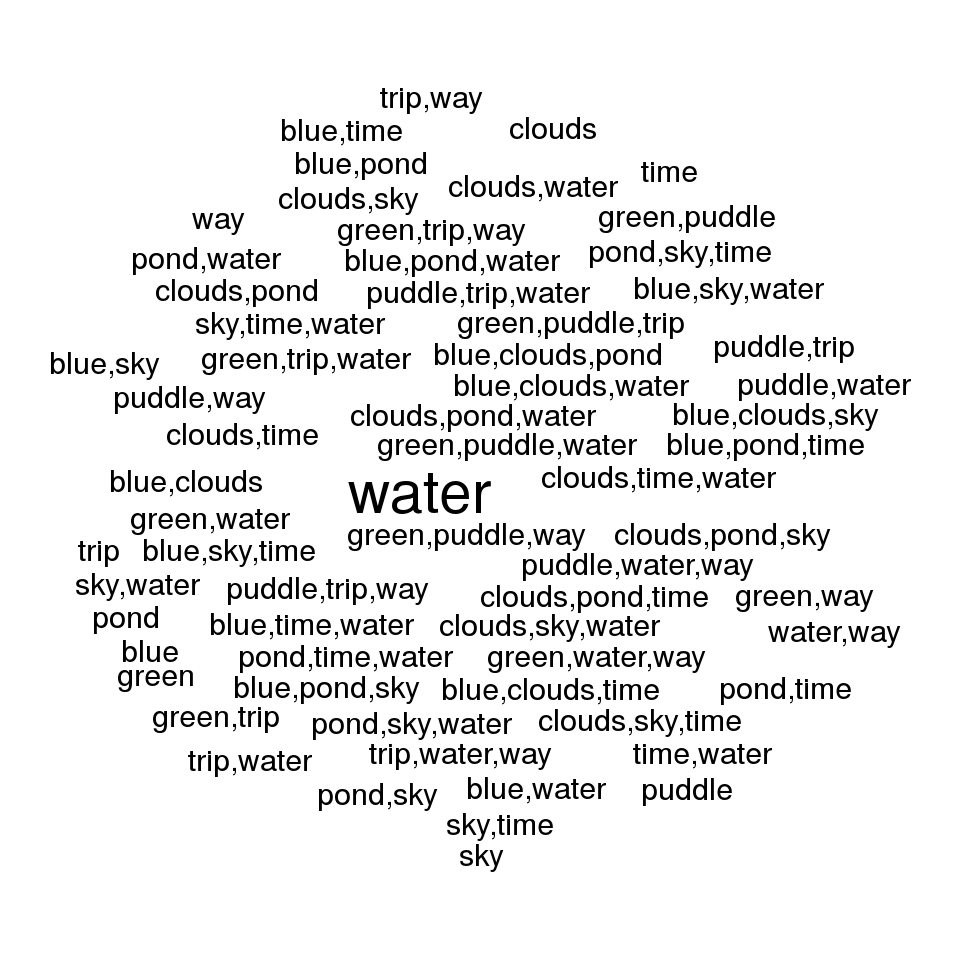 trip,way
blue,time
clouds
blue,pond
time
clouds,water
clouds,sky
way
green,trip,way
green,puddle
pond,water
blue,pond,water
pond,sky,time
clouds,pond
puddle,trip,water
blue,sky,water
sky,time,water
green,puddle,trip
blue,sky
green,trip,water
blue,clouds,pond
puddle,trip
puddle,way
blue,clouds,water
puddle,water
clouds,pond,water
blue,clouds,sky
clouds,time
green,puddle,water
blue,pond,time
blue,clouds
water
clouds,time,water
green,water
green,puddle,way
clouds,pond,sky
trip
blue,sky,time
puddle,water,way
sky,water
puddle,trip,way
clouds,pond,time
green,way
pond
blue,time,water
clouds,sky,water
water,way
blue
pond,time,water
green,water,way
green
blue,pond,sky
blue,clouds,time
pond,time
green,trip
pond,sky,water
clouds,sky,time
trip,water
trip,water,way
time,water
pond,sky
blue,water
puddle
sky,time
sky